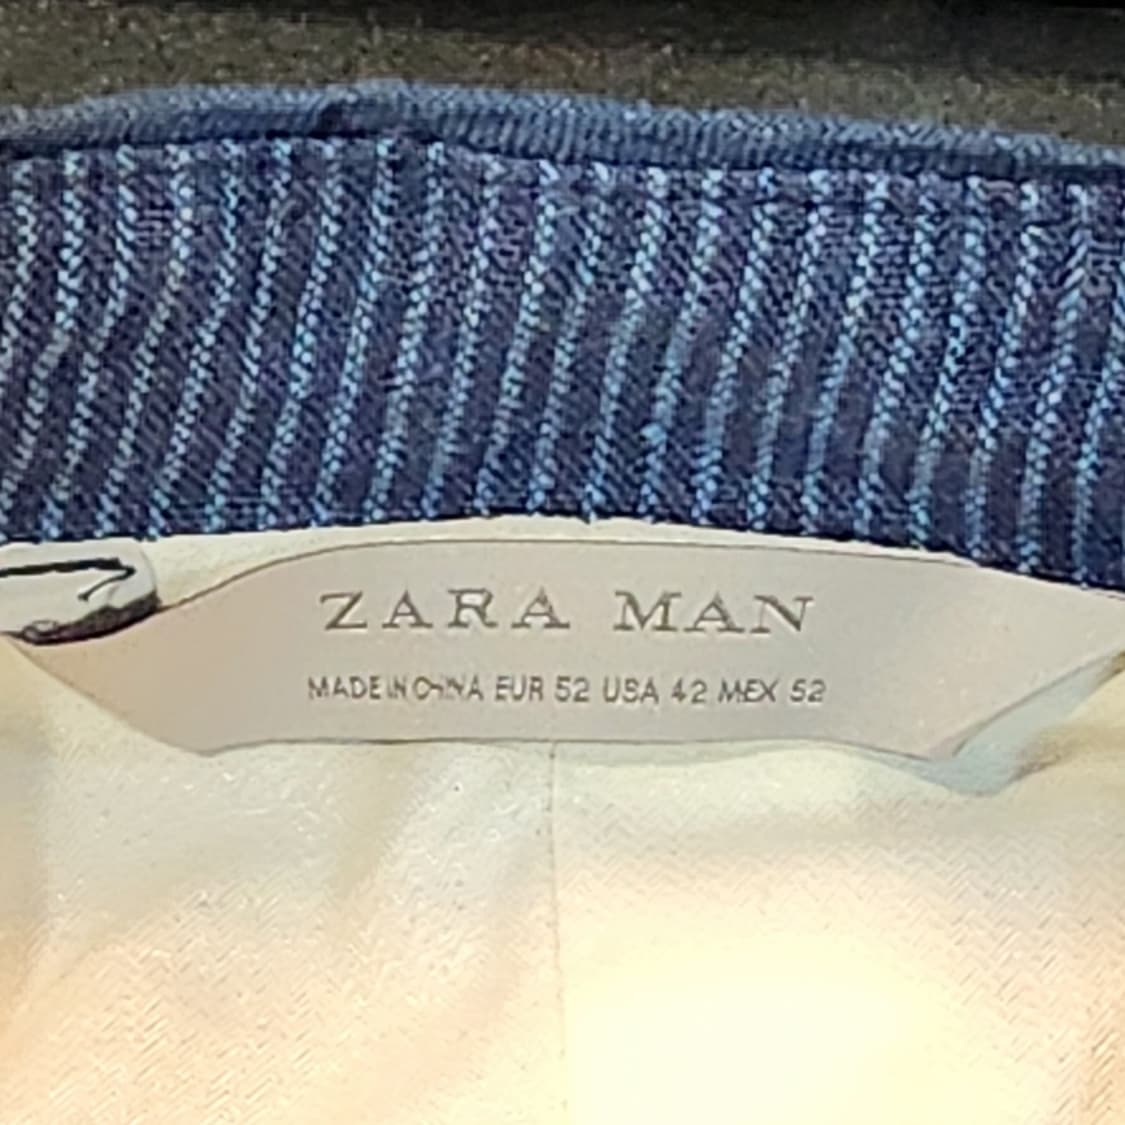 ZARA MAN
MADE IN CHINA EUR 52 USA 42 MEX 52